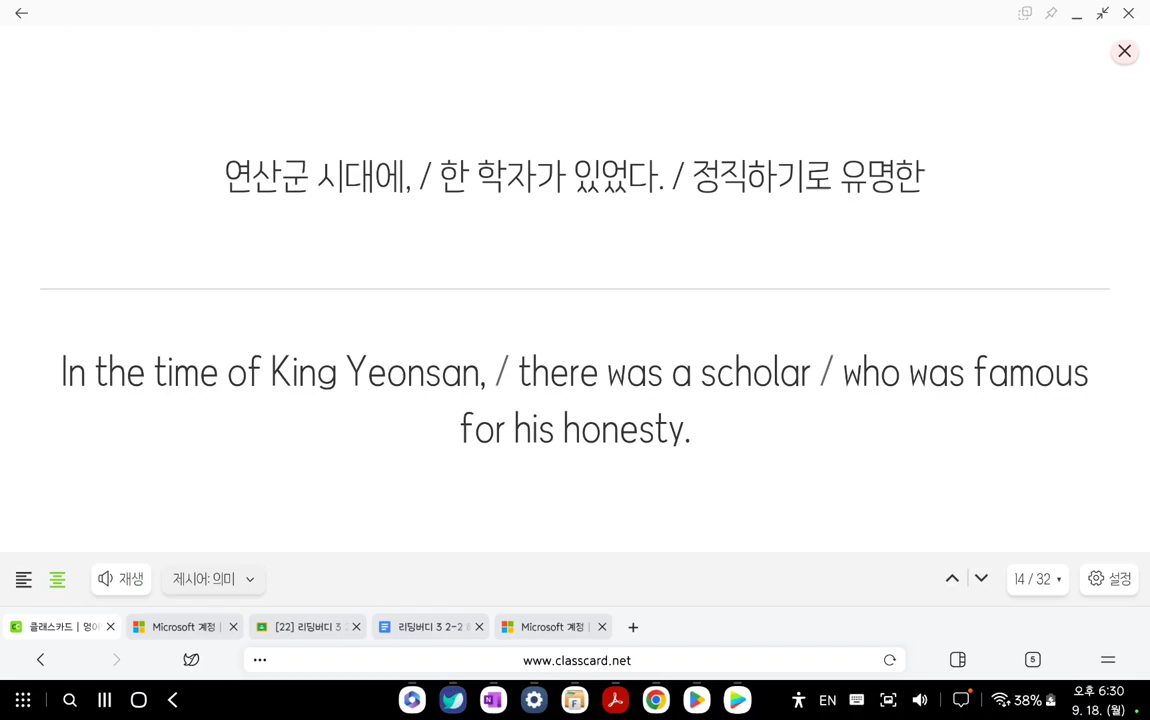 연산군 시대에, / 한 학자가 있었다. / 정직하기로 유명한
In the time of King Yeonsan, / there was a scholar / who was famous
for his honesty.
재생
제시어: 의미
14 / 32
설정
클래스카드 | 영어
Microsoft 계정 |
[22] 리딩버디 3 2
리딩버디 3 2-2
Microsoft 계정 |
www.classcard.net
5
EN
38%
오후 6:30
9. 18. (월)